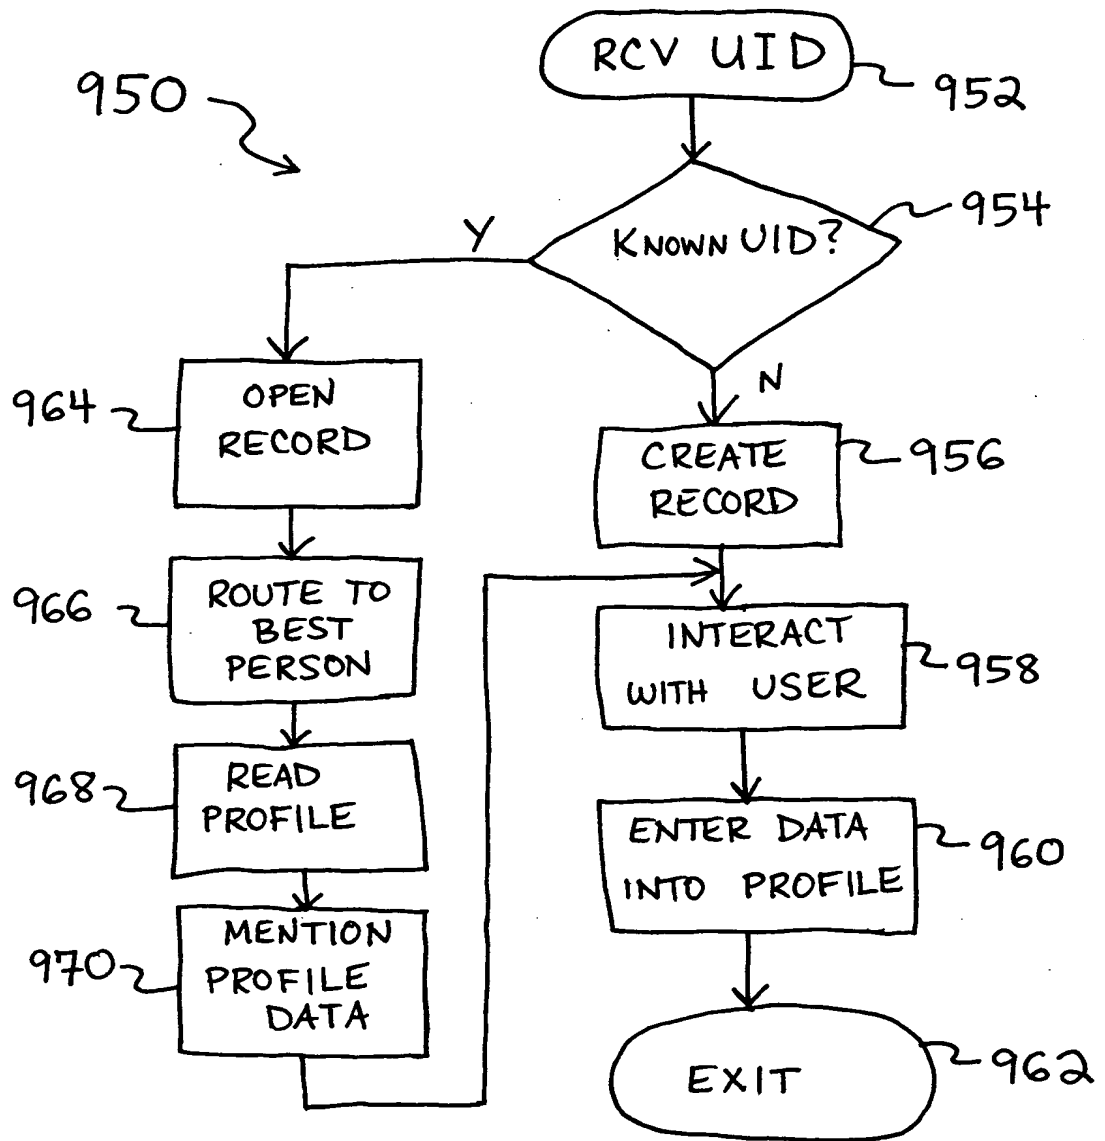 RCV UID
952
950
954
KNOWN UID?
Y
N
964
OPEN
RECORD
CREATE
RECORD
956
966
ROUTE TO
BEST
PERSON
INTERACT
WITH USER
958
968
READ
PROFILE
ENTER DATA
INTO PROFILE
960
970
MENTION
PROFILE
DATA
EXIT
962